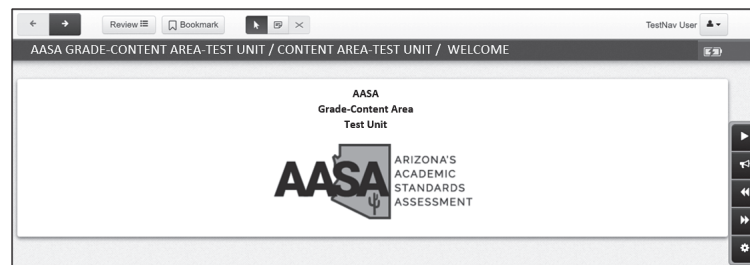 Review Bookmark TestNav User
AASA GRADE-CONTENT AREA-TEST UNIT / CONTENT AREA-TEST UNIT / WELCOME
AASA
Grade-Content Area
Test Unit
AASA
ARIZONA'S
ACADEMIC
STANDARDS
ASSESSMENT